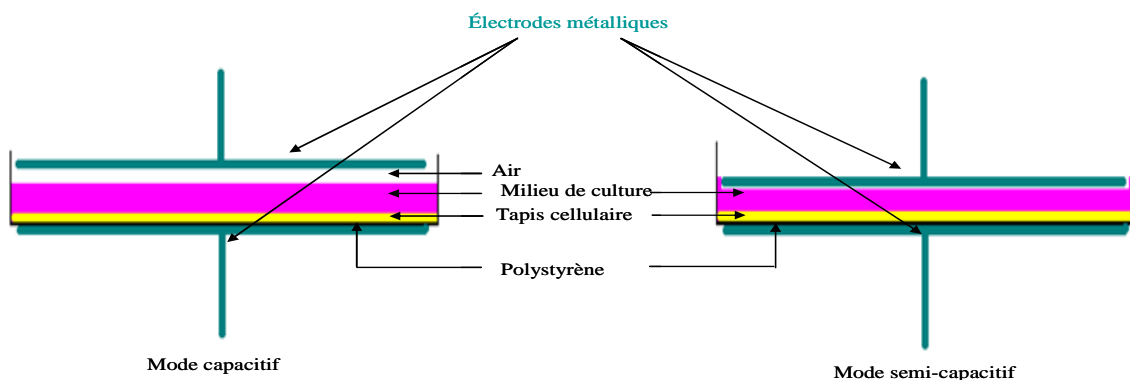 Électrodes métalliques
Air
Milieu de culture
Tapis cellulaire
Polystyrène
Mode capacitif
Mode semi-capacitif